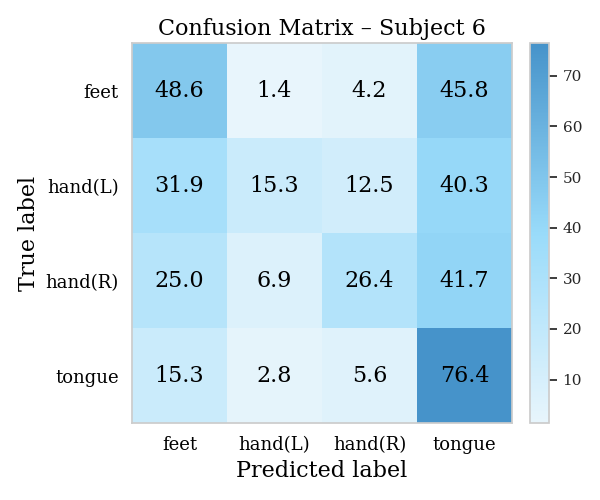 Confusion Matrix – Subject 6
feet 48.6 1.4 4.2 45.8
hand(L) 31.9 15.3 12.5 40.3
hand(R) 25.0 6.9 26.4 41.7
tongue 15.3 2.8 5.6 76.4
feet hand(L) hand(R) tongue
Predicted label
True label
70
60
50
40
30
20
10